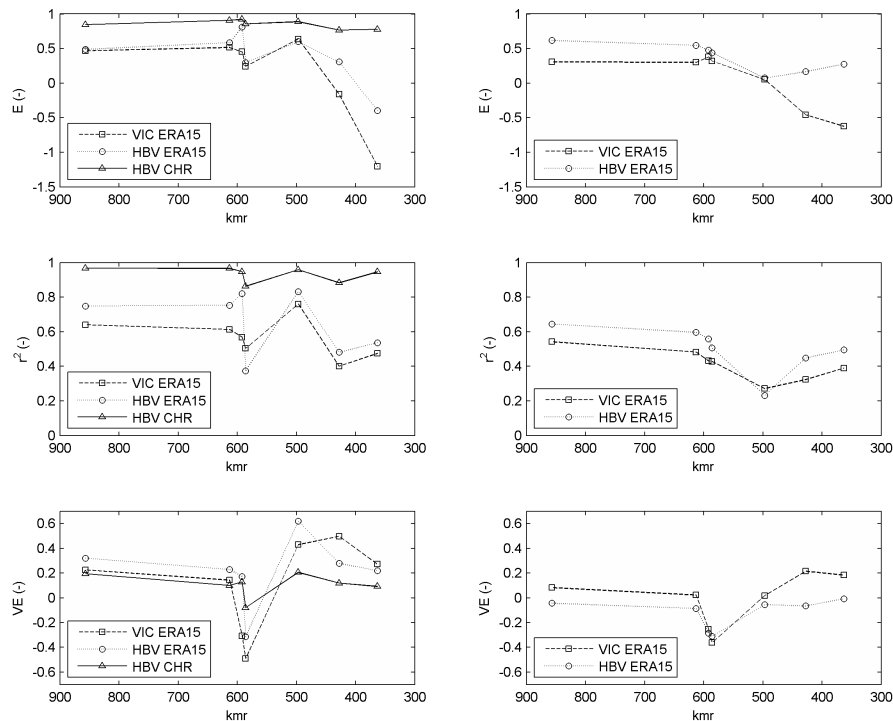 1
0.5
0
-0.5
-1
-1.5
E (-)
VIC ERA15
HBV ERA15
HBV CHR
900 800 700 600 500 400 300
kmr
1
0.5
0
-0.5
-1
-1.5
E (-)
VIC ERA15
HBV ERA15
900 800 700 600 500 400 300
kmr
1
0.8
0.6
0.4
0.2
0
r² (-)
VIC ERA15
HBV ERA15
HBV CHR
900 800 700 600 500 400 300
kmr
1
0.8
0.6
0.4
0.2
0
r² (-)
VIC ERA15
HBV ERA15
900 800 700 600 500 400 300
kmr
0.6
0.4
0.2
0
-0.2
-0.4
-0.6
VE (-)
VIC ERA15
HBV ERA15
HBV CHR
900 800 700 600 500 400 300
kmr
0.6
0.4
0.2
0
-0.2
-0.4
-0.6
VE (-)
VIC ERA15
HBV ERA15
900 800 700 600 500 400 300
kmr